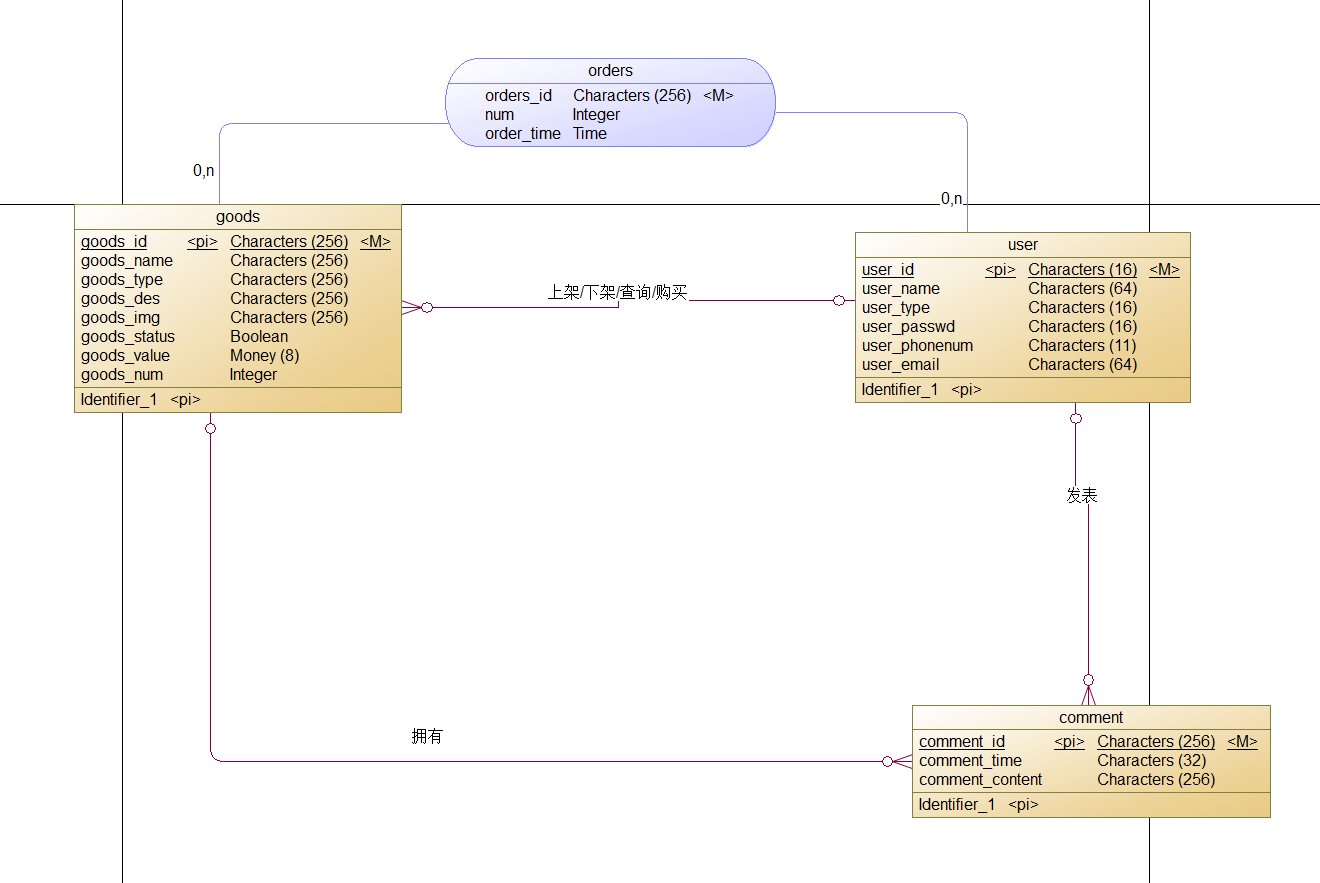 orders
orders_id Characters (256) <M>
num Integer
order_time Time
0,n
0,n
goods
goods_id <pi> Characters (256) <M>
goods_name Characters (256)
goods_type Characters (256)
goods_des Characters (256)
goods_img Characters (256)
goods_status Boolean
goods_value Money (8)
goods_num Integer
Identifier_1 <pi>
上架/下架/查询/购买
user
user_id <pi> Characters (16) <M>
user_name Characters (64)
user_type Characters (16)
user_passwd Characters (16)
user_phonenum Characters (11)
user_email Characters (64)
Identifier_1 <pi>
发表
拥有
comment
comment_id <pi> Characters (256) <M>
comment_time Characters (32)
comment_content Characters (256)
Identifier_1 <pi>